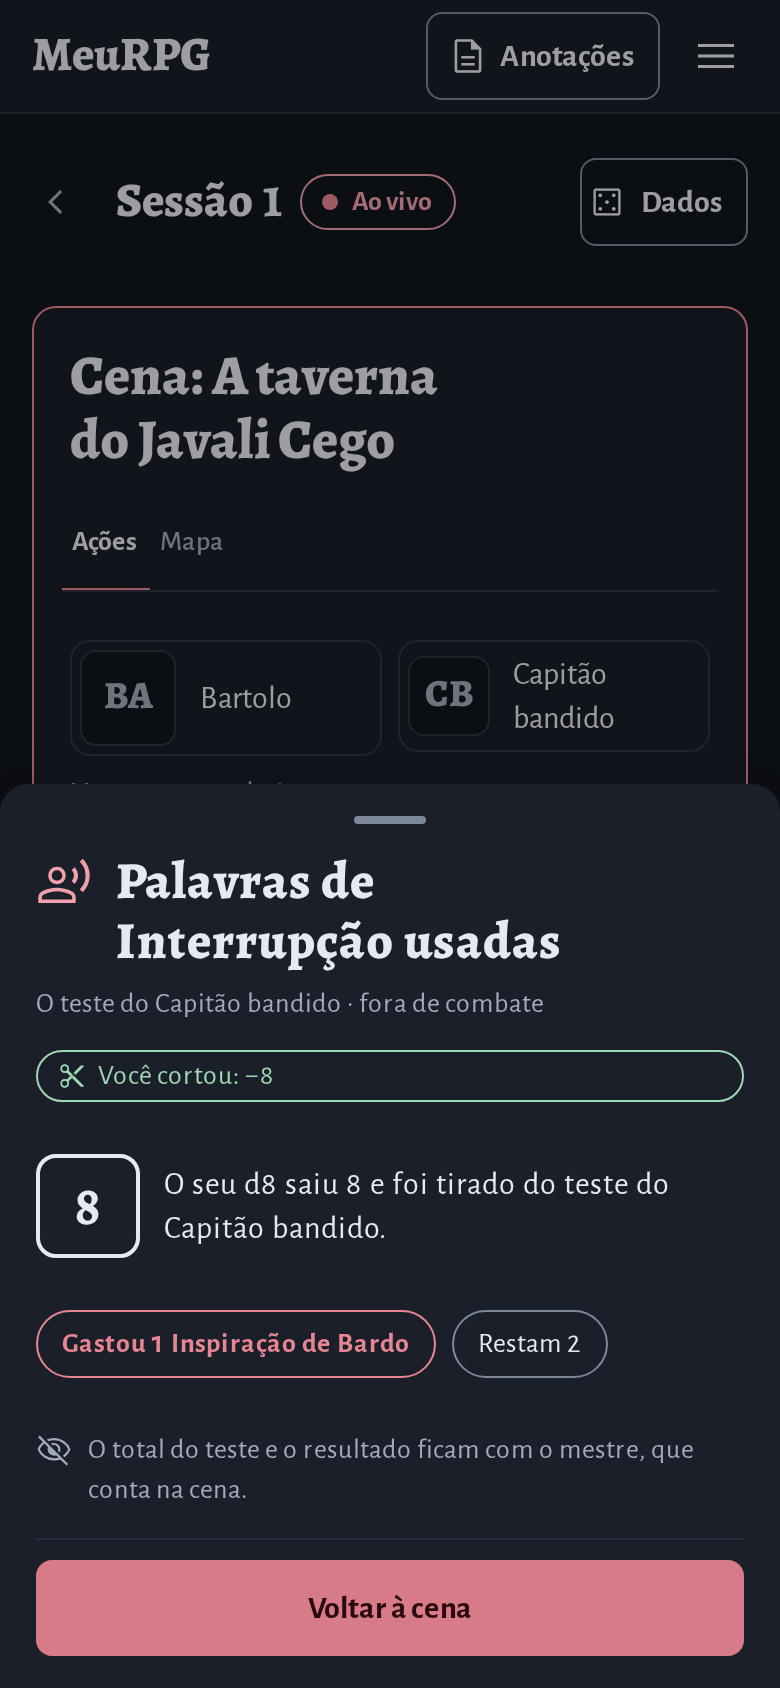 MeuRPG
Anotações
Sessão 1
Ao vivo
Dados
Cena: A taverna
do Javali Cego
Ações
Mapa
BA
Bartolo
CB
Capitão
bandido
Palavras de
Interrupção usadas
O teste do Capitão bandido · fora de combate
Você cortou: −8
8
O seu d8 saiu 8 e foi tirado do teste do
Capitão bandido.
Gastou 1 Inspiração de Bardo
Restam 2
O total do teste e o resultado ficam com o mestre, que
conta na cena.
Voltar à cena